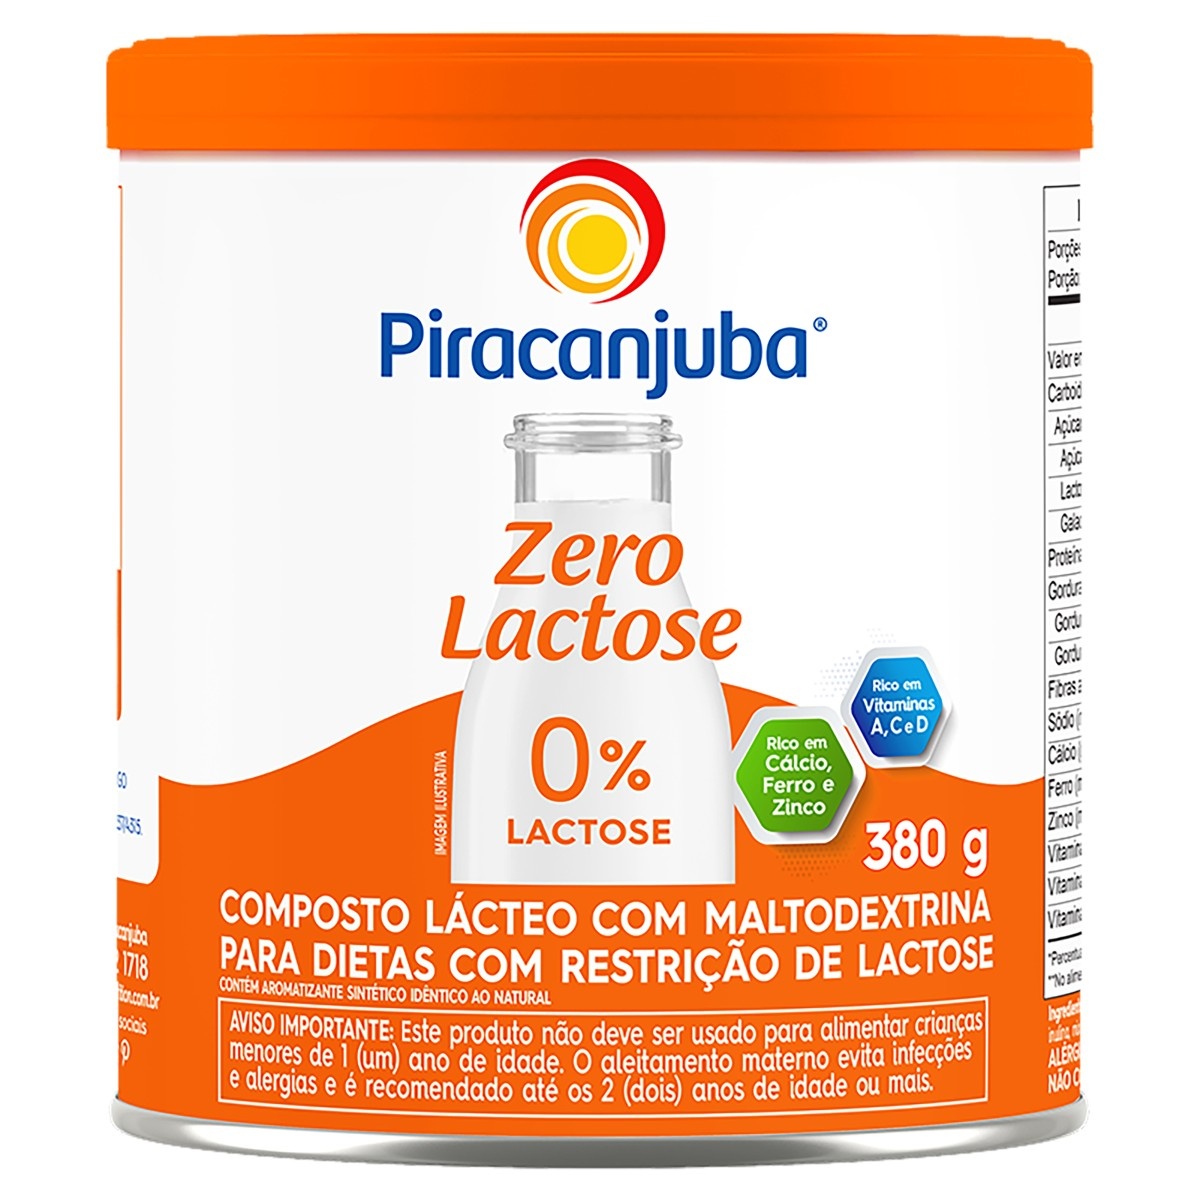 Piracanjuba®
Zero
Lactose
0%
LACTOSE
IMAGEM ILUSTRATIVA
Rico em
Vitaminas
A, C e D
Rico em
Cálcio,
Ferro e
Zinco
380 g
COMPOSTO LÁCTEO COM MALTODEXTRINA
PARA DIETAS COM RESTRIÇÃO DE LACTOSE
CONTÉM AROMATIZANTE SINTÉTICO IDÊNTICO AO NATURAL
AVISO IMPORTANTE: Este produto não deve ser usado para alimentar crianças
menores de 1 (um) ano de idade. O aleitamento materno evita infecções
e alergias e é recomendado até os 2 (dois) anos de idade ou mais.
1718
sociais